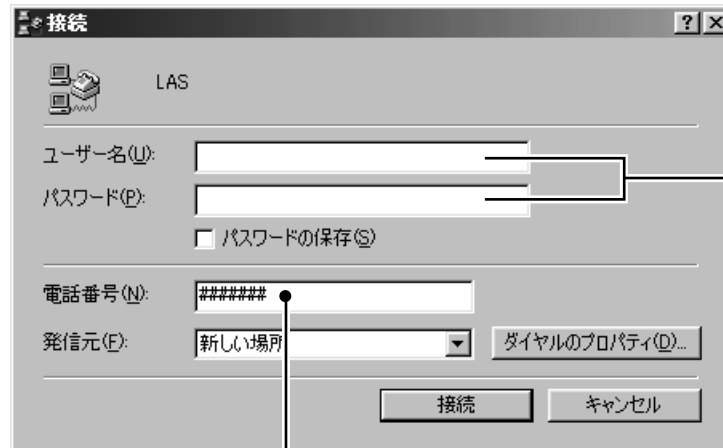 接続
LAS
ユーザー名(U):
パスワード(P):
パスワードの保存(S)
電話番号(N):
#######
発信元(F):
新しい場所
ダイヤルのプロパティ(D)...
接続
キャンセル